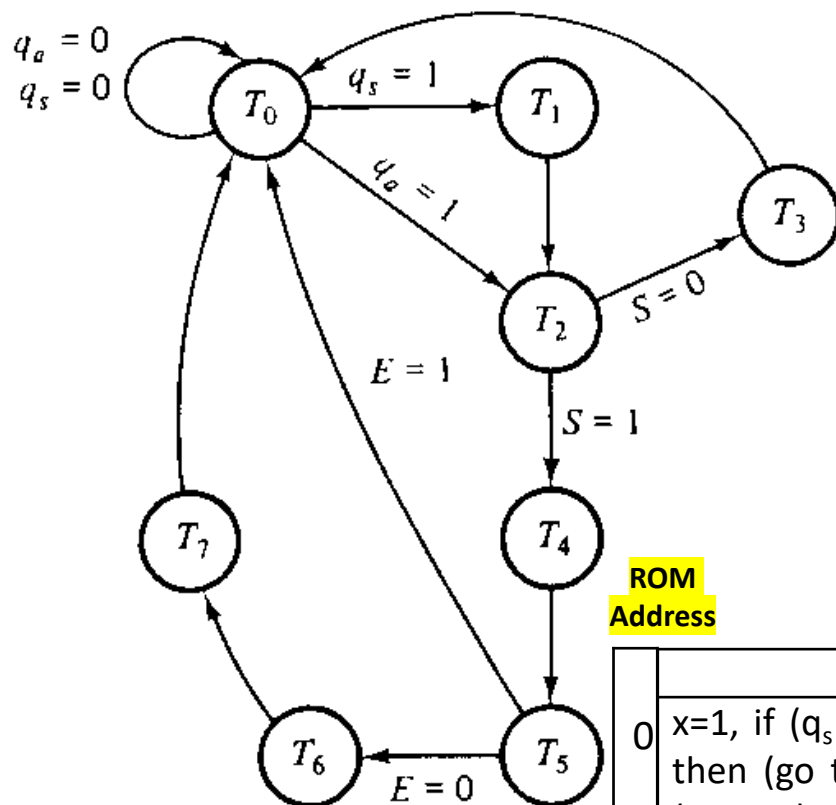 q_a = 0
q_s = 0
T_0
q_s = 1
T_1
q_a = 1
T_3
T_2
S = 0
E = 1
S = 1
T_7
T_4
ROM
Address
0
x=1, if (q_s
then (go t
T_6
E = 0
T_5